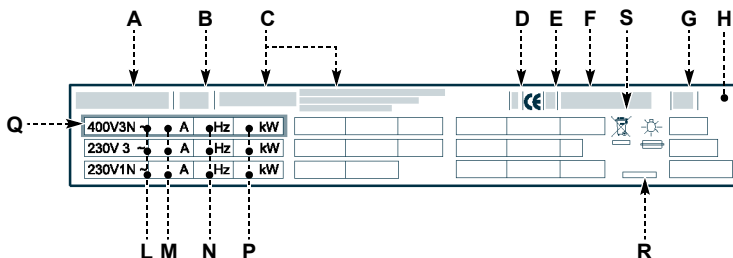 A B C D E F S G H
CE
Q
400V3N ~ A Hz kW
230V 3 ~ A Hz kW
230V1N ~ A Hz kW
L M N P R